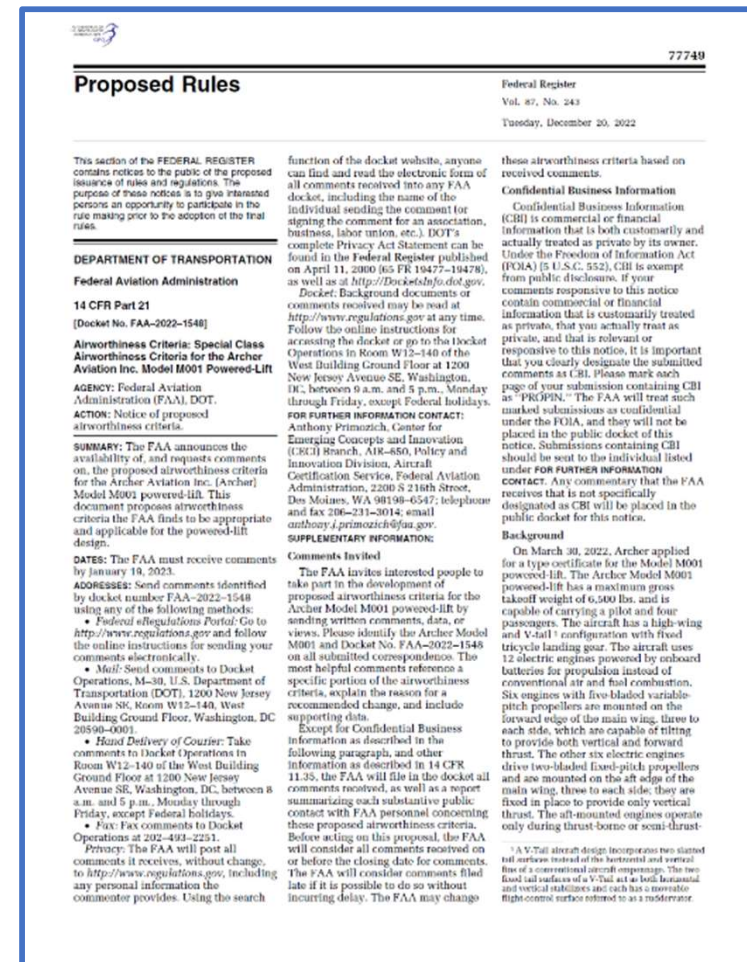 77749
Proposed Rules
Federal Register
Vol. 87, No. 243
Tuesday, December 20, 2022
This section of the FEDERAL REGISTER
contains notices to the public of the proposed
issuance of rules and regulations. The
purpose of these notices is to give interested
persons an opportunity to participate in the
rule making prior to the adoption of the final
rules.
DEPARTMENT OF TRANSPORTATION
Federal Aviation Administration
14 CFR Part 21
[Docket No. FAA–2022–1548]
Airworthiness Criteria: Special Class
Airworthiness Criteria for the Archer
Aviation Inc. Model M001 Powered-Lift
AGENCY: Federal Aviation
Administration (FAA), DOT.
ACTION: Notice of proposed
airworthiness criteria.
SUMMARY: The FAA announces the
availability of, and requests comments
on, the proposed airworthiness criteria
for the Archer Aviation Inc. (Archer)
Model M001 powered-lift. This
document proposes airworthiness
criteria the FAA finds to be appropriate
and applicable for the powered-lift
design.
DATES: The FAA must receive comments
by January 19, 2023.
ADDRESSES: Send comments identified
by docket number FAA–2022–1548
using any of the following methods:
• Federal eRegulations Portal: Go to
http://www.regulations.gov and follow
the online instructions for sending your
comments electronically.
• Mail: Send comments to Docket
Operations, M–30, U.S. Department of
Transportation (DOT), 1200 New Jersey
Avenue SE, Room W12–140, West
Building Ground Floor, Washington, DC
20590–0001.
• Hand Delivery of Courier: Take
comments to Docket Operations in
Room W12–140 of the West Building
Ground Floor at 1200 New Jersey
Avenue SE, Washington, DC, between 9
a.m. and 5 p.m., Monday through
Friday, except Federal holidays.
• Fax: Fax comments to Docket
Operations at 202–493–2251.
Privacy: The FAA will post all
comments it receives, without change,
to http://www.regulations.gov, including
any personal information the
commenter provides. Using the search
function of the docket website, anyone
can find and read the electronic form of
all comments received into any FAA
docket, including the name of the
individual sending the comment (or
signing the comment for an association,
business, labor union, etc.). DOT's
complete Privacy Act Statement can be
found in the Federal Register published
on April 11, 2000 (65 FR 19477–19478),
as well as at http://DocketsInfo.dot.gov.
Docket: Background documents or
comments received may be read at
http://www.regulations.gov at any time.
Follow the online instructions for
accessing the docket or go to the Docket
Operations in Room W12–140 of the
West Building Ground Floor at 1200
New Jersey Avenue SE, Washington,
DC, between 9 a.m. and 5 p.m., Monday
through Friday, except Federal holidays.
FOR FURTHER INFORMATION CONTACT:
Anthony Primozich, Center for
Emerging Concepts and Innovation
(CECI) Branch, AIR–650, Policy and
Innovation Division, Aircraft
Certification Service, Federal Aviation
Administration, 2200 S 216th Street,
Des Moines, WA 98198–6547; telephone
and fax 206–231–3014; email
anthony.j.primozich@faa.gov.
SUPPLEMENTARY INFORMATION:
Comments Invited
The FAA invites interested people to
take part in the development of
proposed airworthiness criteria for the
Archer Model M001 powered-lift by
sending written comments, data, or
views. Please identify the Archer Model
M001 and Docket No. FAA–2022–1548
on all submitted correspondence. The
most helpful comments reference a
specific portion of the airworthiness
criteria, explain the reason for a
recommended change, and include
supporting data.
Except for Confidential Business
Information as described in the
following paragraph, and other
information as described in 14 CFR
11.35, the FAA will file in the docket all
comments received, as well as a report
summarizing each substantive public
contact with FAA personnel concerning
these proposed airworthiness criteria.
Before acting on this proposal, the FAA
will consider all comments received on
or before the closing date for comments.
The FAA will consider comments filed
late if it is possible to do so without
incurring delay. The FAA may change
these airworthiness criteria based on
received comments.
Confidential Business Information
Confidential Business Information
(CBI) is commercial or financial
information that is both customarily and
actually treated as private by its owner.
Under the Freedom of Information Act
(FOIA) (5 U.S.C. 552), CBI is exempt
from public disclosure. If your
comments responsive to this notice
contain commercial or financial
information that is customarily treated
as private, that you actually treat as
private, and that is relevant or
responsive to this notice, it is important
that you clearly designate the submitted
comments as CBI. Please mark each
page of your submission containing CBI
as "PROPIN." The FAA will treat such
marked submissions as confidential
under the FOIA, and they will not be
placed in the public docket of this
notice. Submissions containing CBI
should be sent to the individual listed
under FOR FURTHER INFORMATION
CONTACT. Any commentary that the FAA
receives that is not specifically
designated as CBI will be placed in the
public docket for this notice.
Background
On March 30, 2022, Archer applied
for a type certificate for the Model M001
powered-lift. The Archer Model M001
powered-lift has a maximum gross
takeoff weight of 6,500 lbs. and is
capable of carrying a pilot and four
passengers. The aircraft has a high-wing
and V-tail 1 configuration with fixed
tricycle landing gear. The aircraft uses
12 electric engines powered by onboard
batteries for propulsion instead of
conventional air and fuel combustion.
Six engines with five-bladed variable-
pitch propellers are mounted on the
forward edge of the main wing, three to
each side, which are capable of tilting
to provide both vertical and forward
thrust. The other six electric engines
drive two-bladed fixed-pitch propellers
and are mounted on the aft edge of the
main wing, three to each side; they are
fixed in place to provide only vertical
thrust. The aft-mounted engines operate
only during thrust-borne or semi-thrust-
1 A V-Tail aircraft design incorporates two slanted
tail surfaces instead of the horizontal and vertical
fins of a conventional aircraft empennage. The two
fixed tail surfaces of a V-Tail act as both horizontal
and vertical stabilizers and each has a moveable
flight-control surface referred to as a ruddervator.